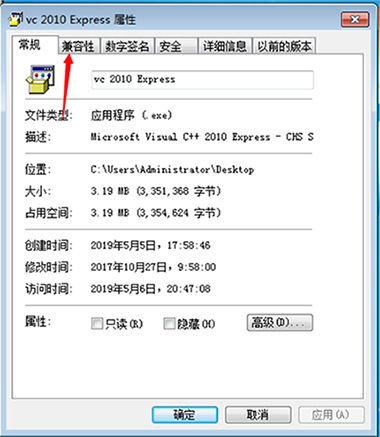 vc 2010 Express 属性
常规 兼容性 数字签名 安全 详细信息 以前的版本
vc 2010 Express
文件类型: 应用程序 (.exe)
描述: Microsoft Visual C++ 2010 Express - CHS S
位置: C:\Users\Administrator\Desktop
大小: 3.19 MB (3,351,368 字节)
占用空间: 3.19 MB (3,354,624 字节)
创建时间: 2019年5月5日，17:58:46
修改时间: 2017年10月27日，9:58:00
访问时间: 2019年5月6日，20:47:08
属性: 只读(R) 隐藏(H) 高级(D)...
确定 取消 应用(A)